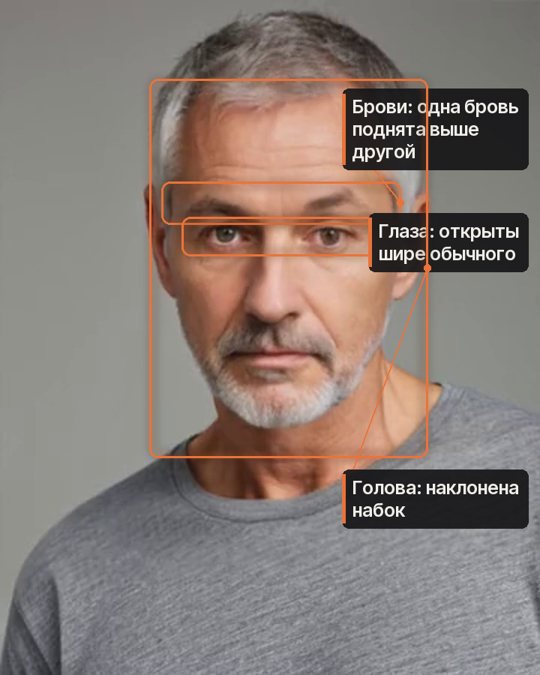 Брови: одна бровь
поднята выше
другой
Глаза: открыты
шире обычного
Голова: наклонена
набок